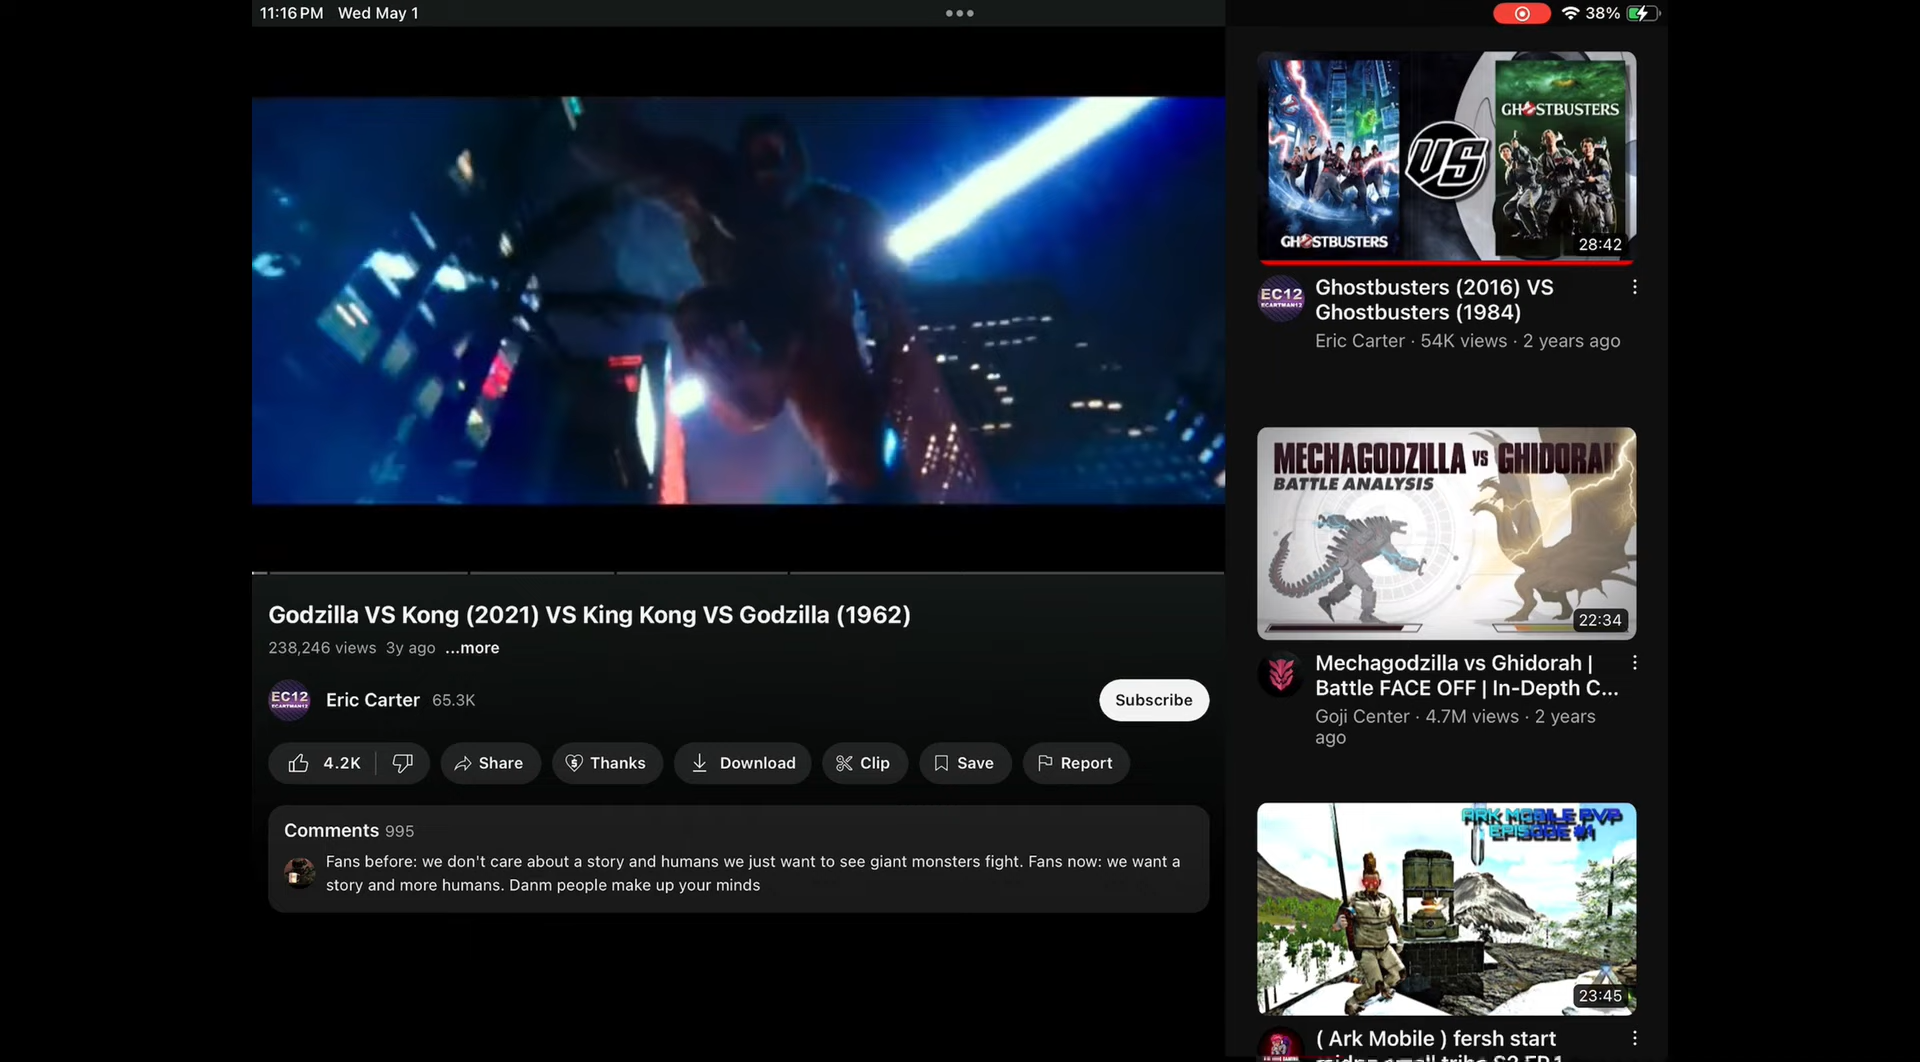 11:16 PM Wed May 1
38%
Godzilla VS Kong (2021) VS King Kong VS Godzilla (1962)
238,246 views 3y ago ...more
EC12
ECARTMAN12
Eric Carter 65.3K
Subscribe
4.2K
Share
Thanks
Download
Clip
Save
Report
Comments 995
Fans before: we don't care about a story and humans we just want to see giant monsters fight. Fans now: we want a
story and more humans. Danm people make up your minds
GHOSTBUSTERS
VS
GHOSTBUSTERS
28:42
EC12
ECARTMAN12
Ghostbusters (2016) VS
Ghostbusters (1984)
Eric Carter · 54K views · 2 years ago
MECHAGODZILLA VS GHIDORAH
BATTLE ANALYSIS
22:34
Mechagodzilla vs Ghidorah |
Battle FACE OFF | In-Depth C...
Goji Center · 4.7M views · 2 years
ago
ARK MOBILE PVP
EPISODE #1
23:45
( Ark Mobile ) fersh start